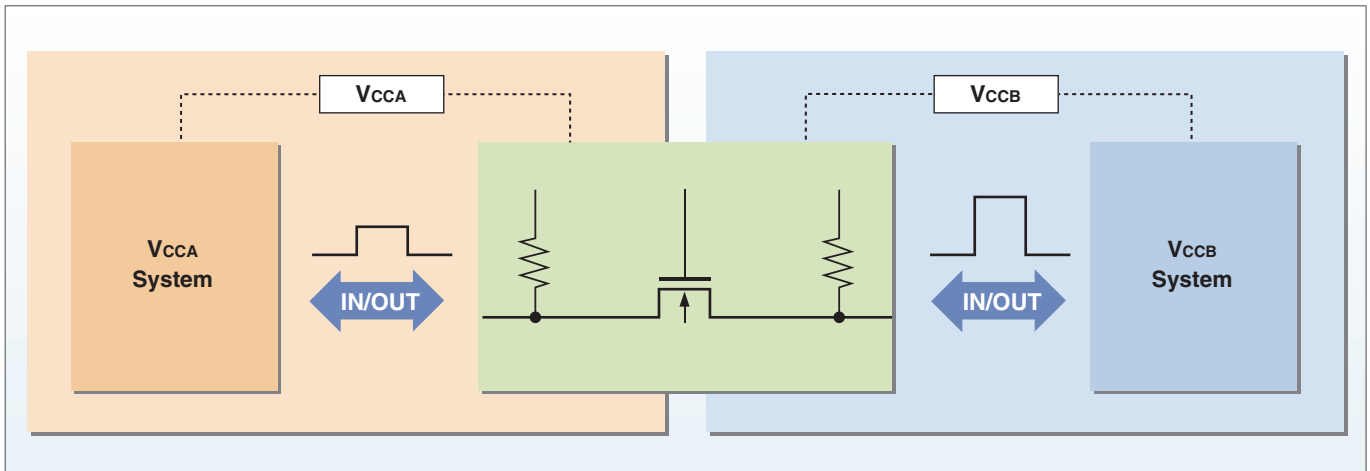 VCCA
VCCB
VCCA
System
IN/OUT
IN/OUT
VCCB
System